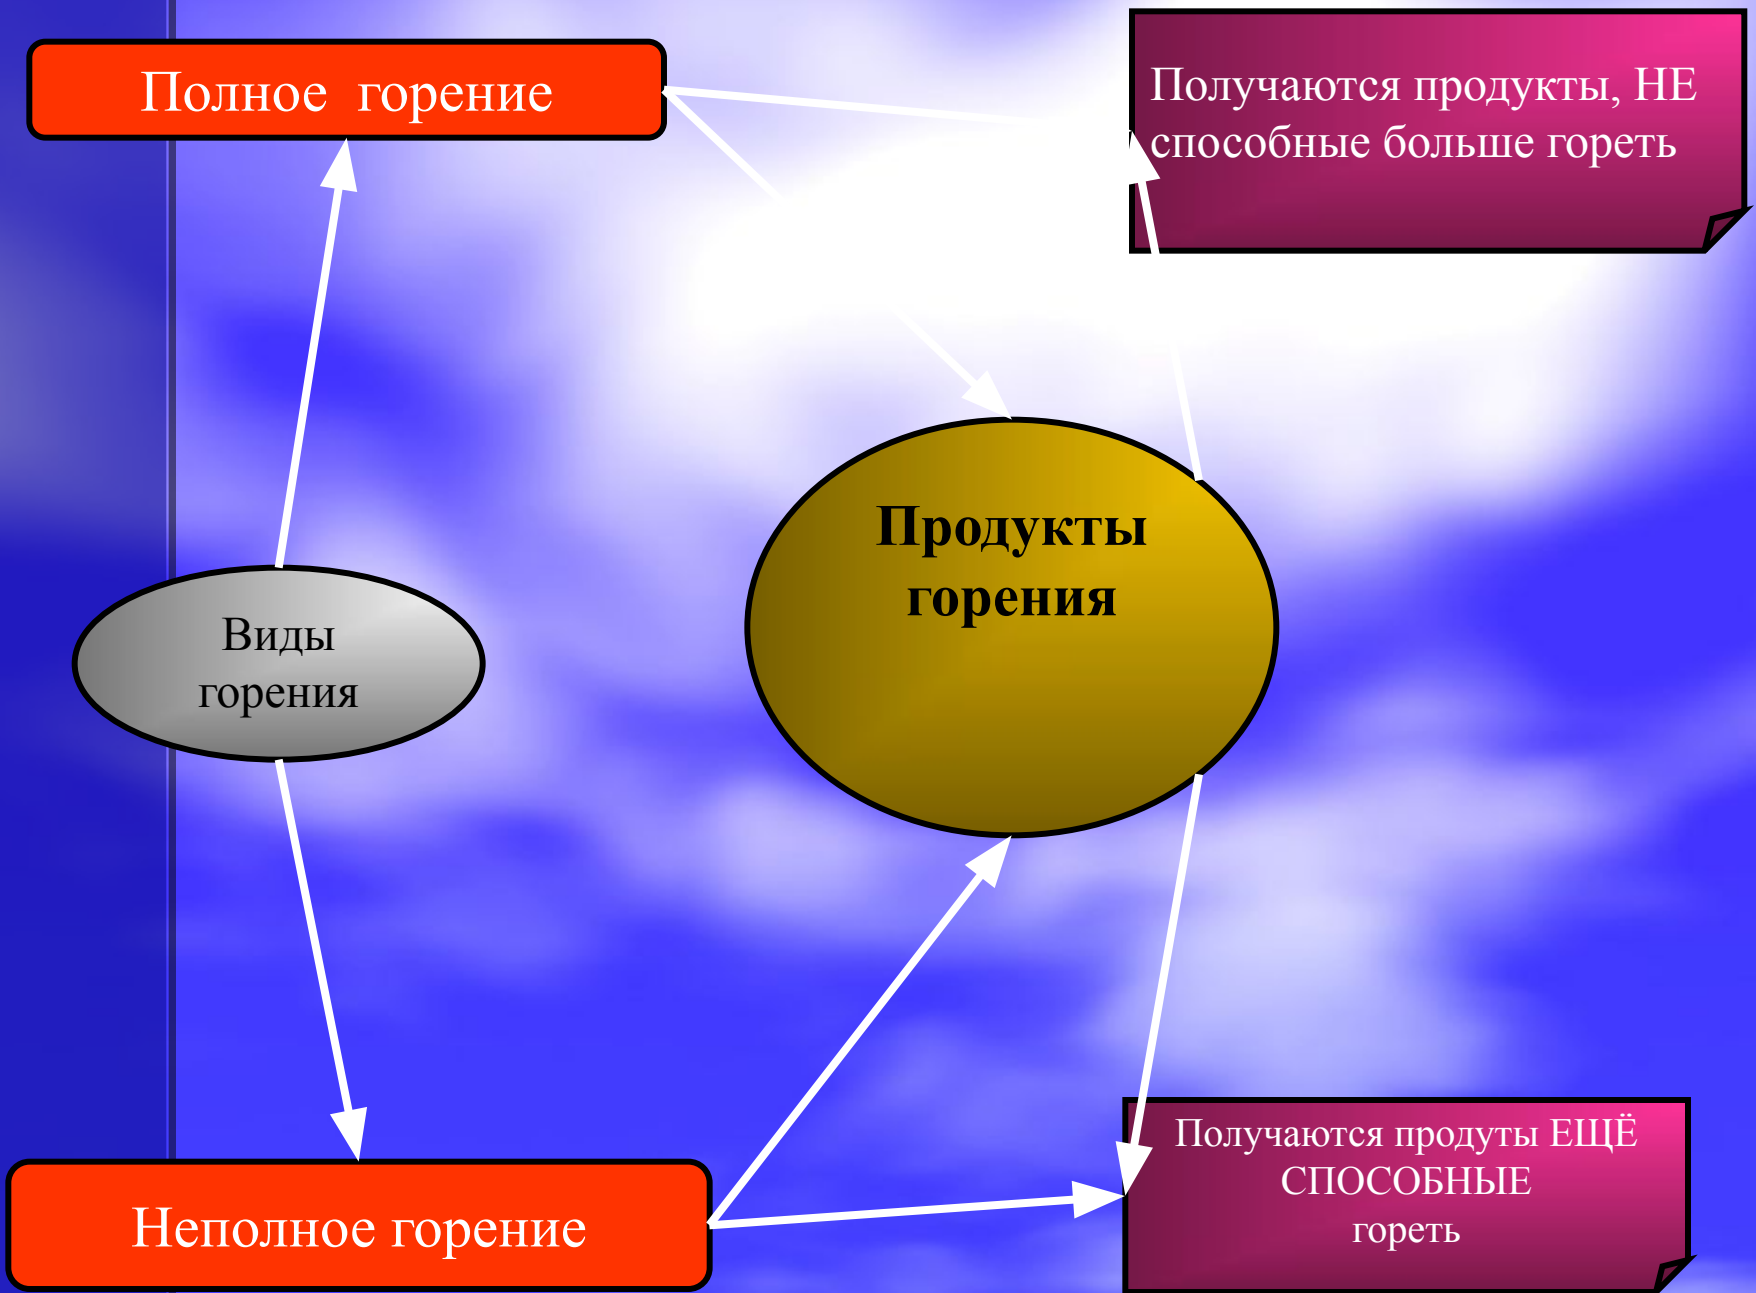 Полное горение
Получаются продукты, НЕ
способные больше гореть
Продукты
горения
Виды
горения
Получаются продуты ЕЩЁ
СПОСОБНЫЕ
гореть
Неполное горение